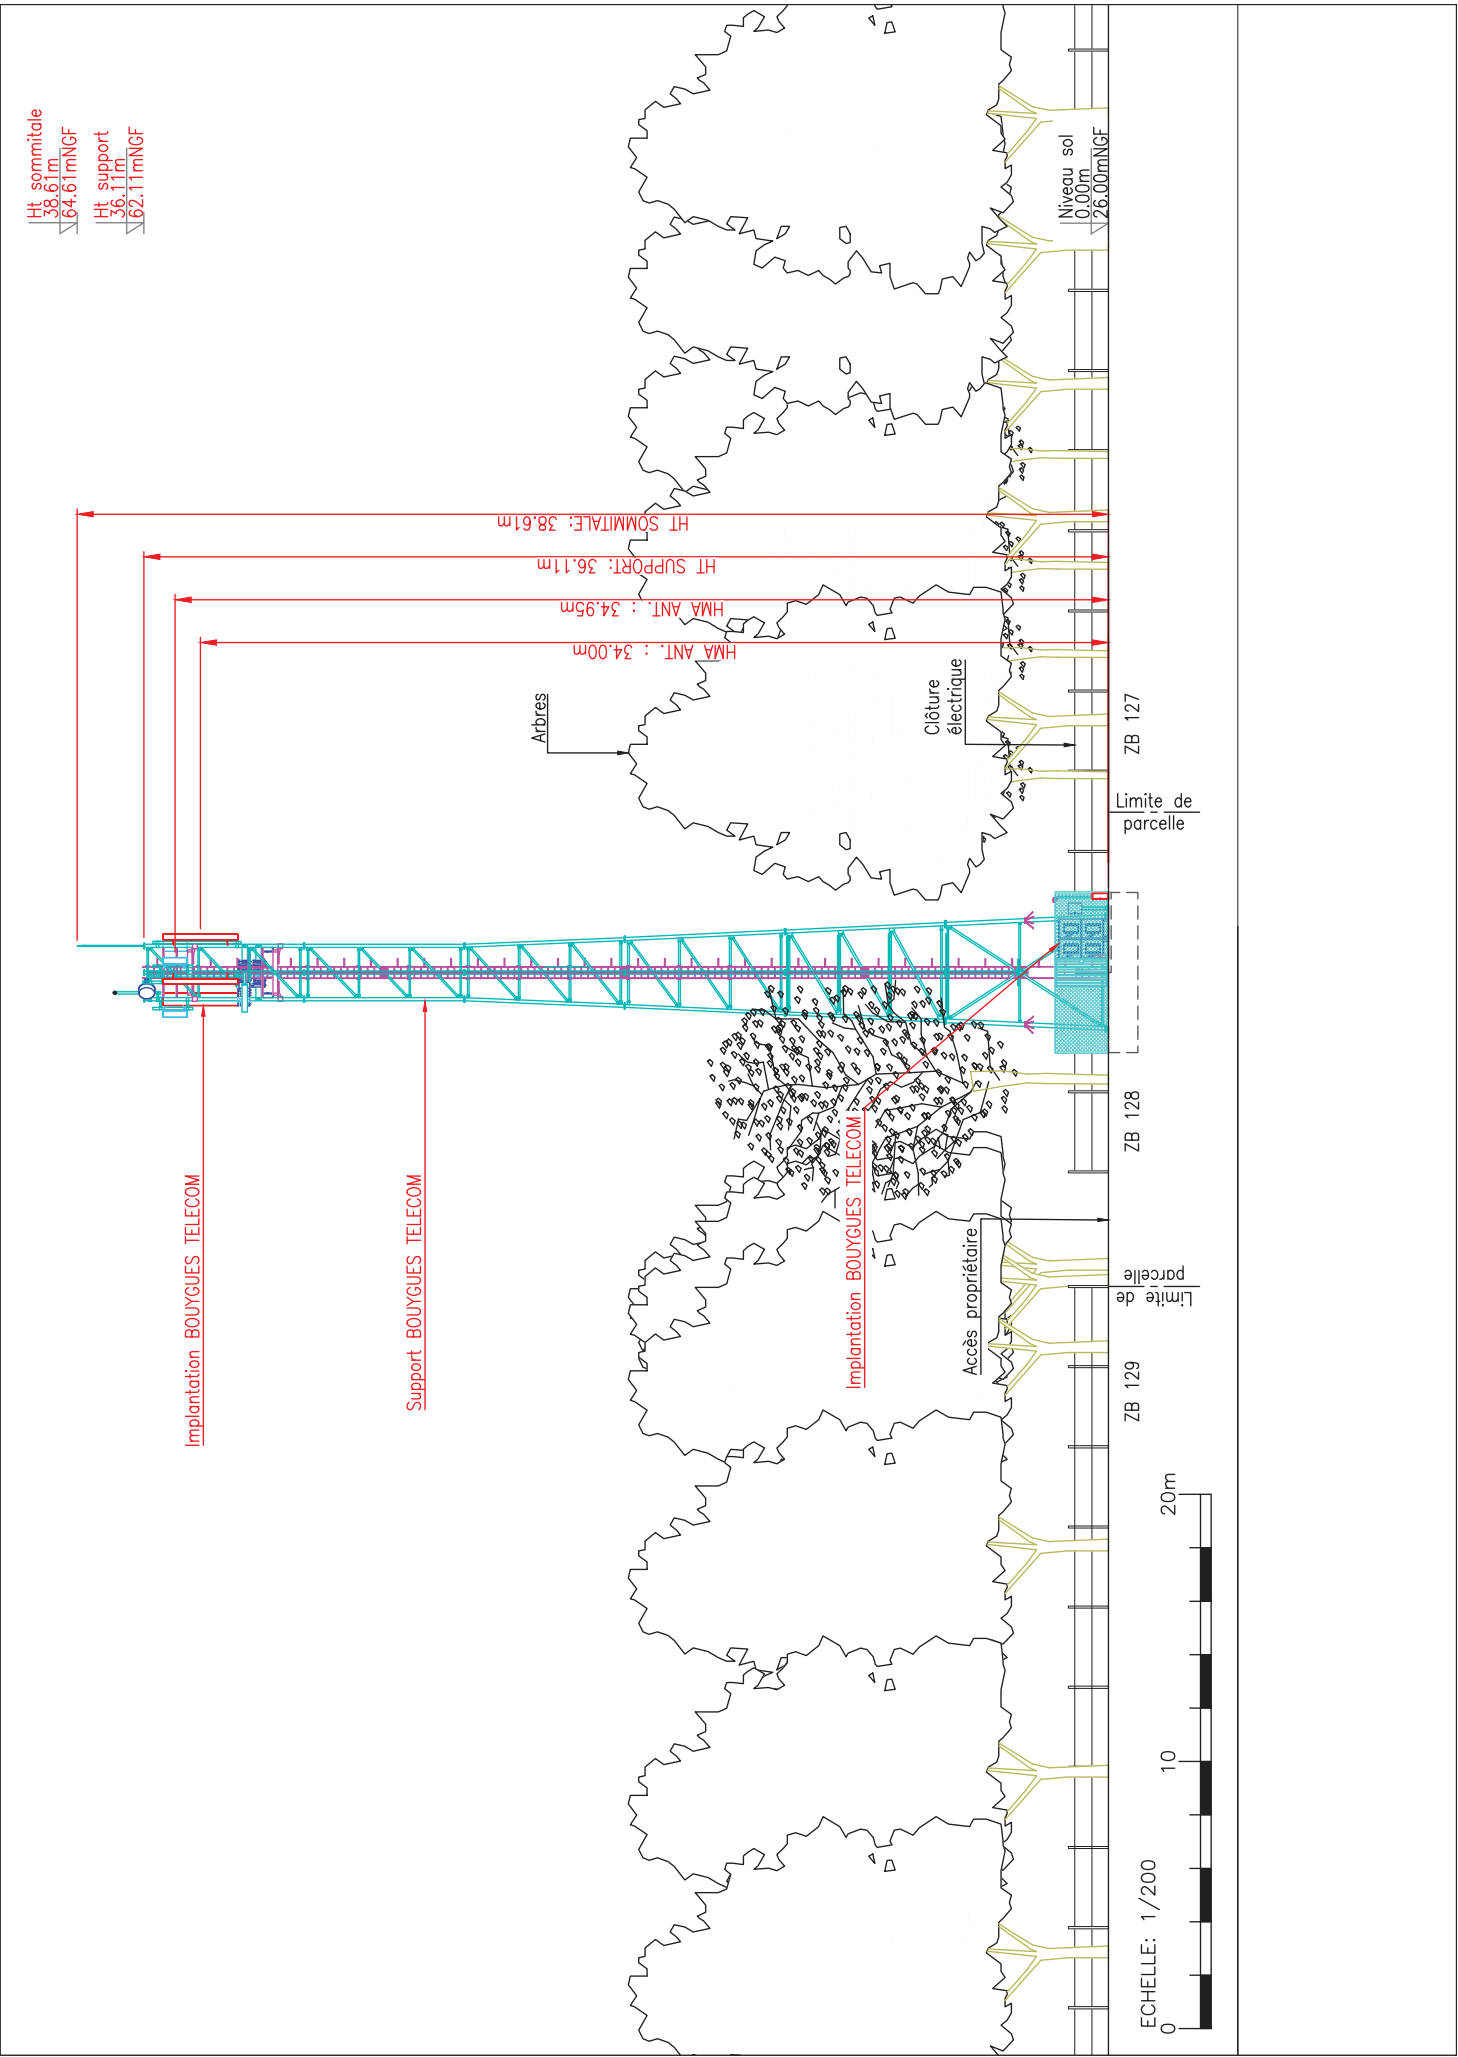 Ht sommitale
38.61m
64.61mNGF
Ht support
36.11m
62.11mNGF
Niveau sol
0.00m
26.00mNGF
HT SOMMITALE: 38.61m
HT SUPPORT: 36.11m
HMA ANT. : 34.95m
HMA ANT. : 34.00m
Arbres
Clôture
électrique
ZB 127
Limite de
parcelle
Implantation BOUYGUES TELECOM
Support BOUYGUES TELECOM
Implantation BOUYGUES TELECOM
ZB 128
Accès propriétaire
Limite de
parcelle
ZB 129
ECHELLE: 1/200
0
10
20m